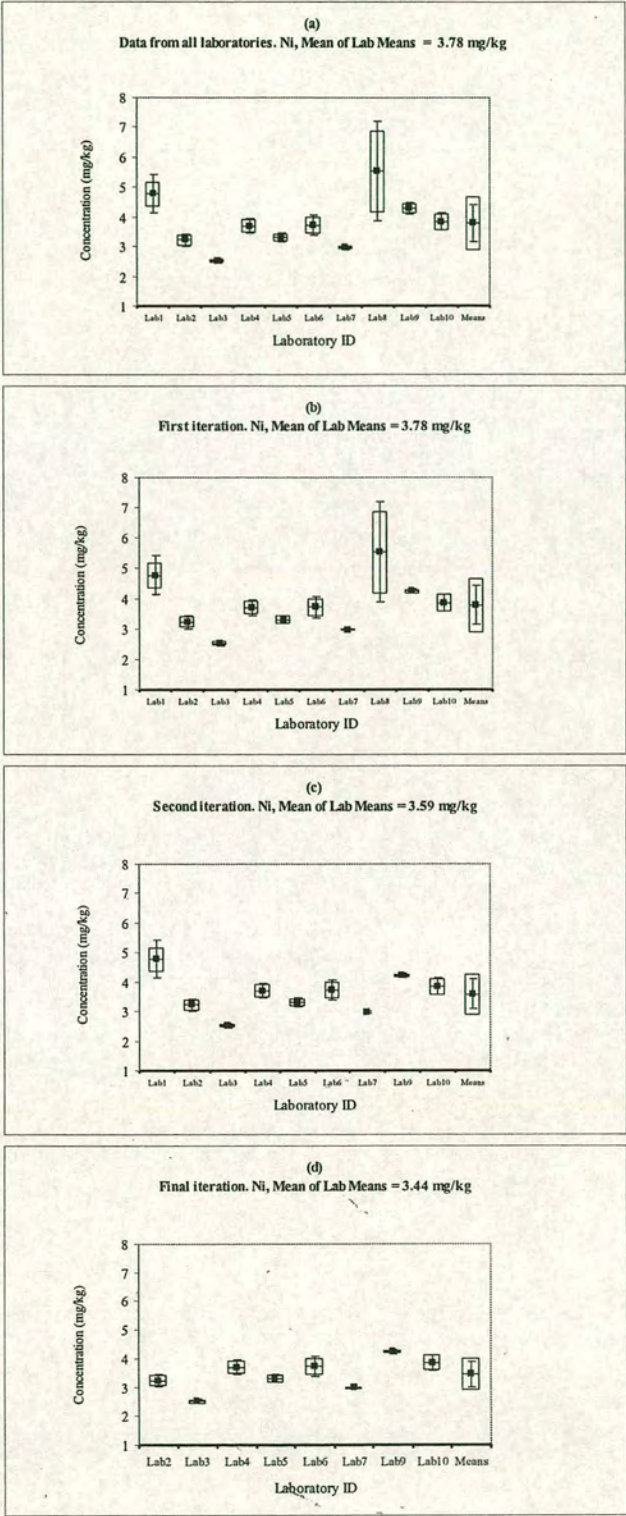 (a)
Data from all laboratories. Ni, Mean of Lab Means = 3.78 mg/kg
8
7
6
5
4
3
2
1
Concentration (mg/kg)
Lab1 Lab2 Lab3 Lab4 Lab5 Lab6 Lab7 Lab8 Lab9 Lab10 Means
Laboratory ID
(b)
First iteration. Ni, Mean of Lab Means = 3.78 mg/kg
8
7
6
5
4
3
2
1
Concentration (mg/kg)
Lab1 Lab2 Lab3 Lab4 Lab5 Lab6 Lab7 Lab8 Lab9 Lab10 Means
Laboratory ID
(c)
Second iteration. Ni, Mean of Lab Means = 3.59 mg/kg
8
7
6
5
4
3
2
1
Concentration (mg/kg)
Lab1 Lab2 Lab3 Lab4 Lab5 Lab6 Lab7 Lab9 Lab10 Means
Laboratory ID
(d)
Final iteration. Ni, Mean of Lab Means = 3.44 mg/kg
8
7
6
5
4
3
2
1
Concentration (mg/kg)
Lab2 Lab3 Lab4 Lab5 Lab6 Lab7 Lab9 Lab10 Means
Laboratory ID